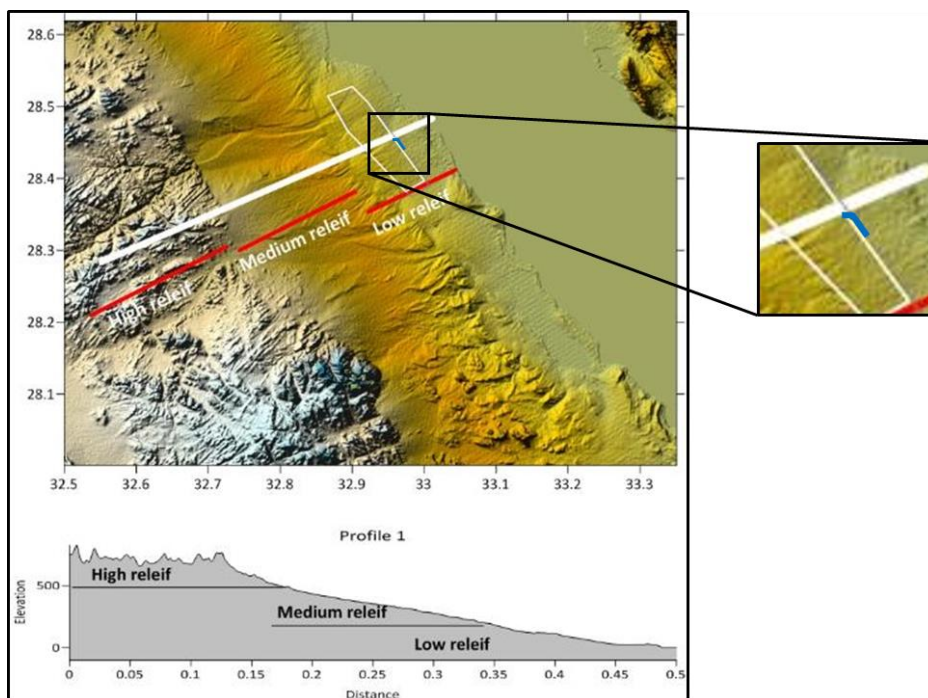 28.6
28.5
28.4
28.3
28.2
28.1
High releif
Medium releif
Low releif
32.5 32.6 32.7 32.8 32.9 33 33.1 33.2 33.3
Profile 1
Elevation
500
0
High releif
Medium releif
Low releif
0 0.05 0.1 0.15 0.2 0.25 0.3 0.35 0.4 0.45 0.5
Distance